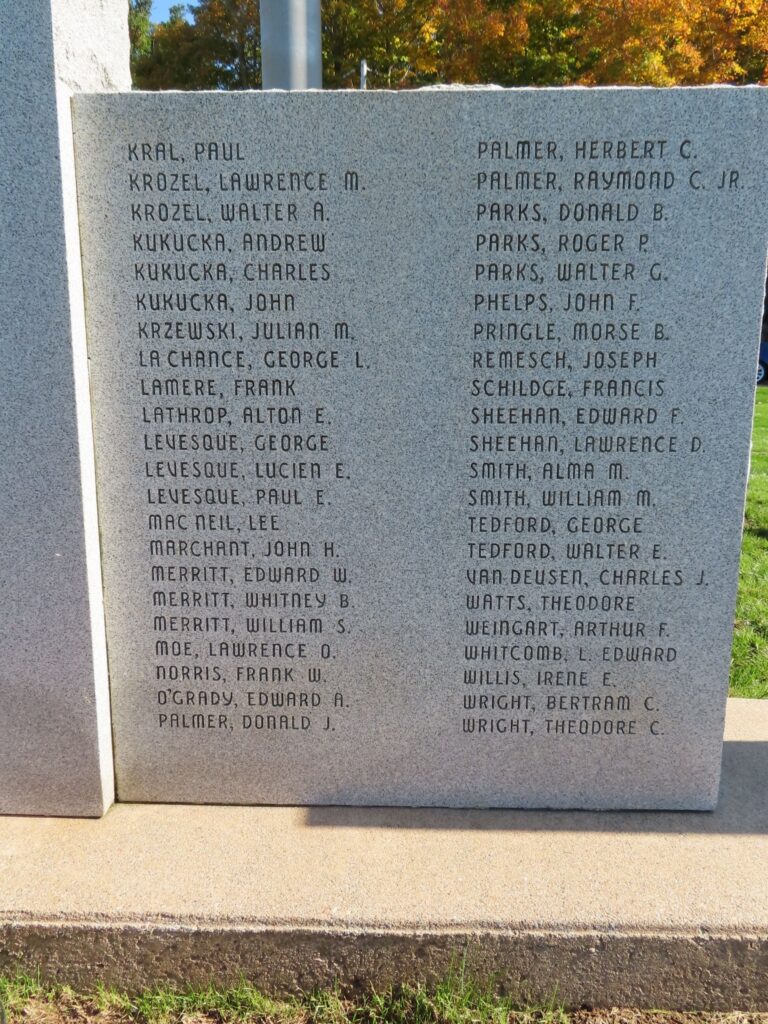 KRAL, PAUL
KROZEL, LAWRENCE M.
KROZEL, WALTER A.
KUKUCKA, ANDREW
KUKUCKA, CHARLES
KUKUCKA, JOHN
KRZEWSKI, JULIAN M.
LA CHANCE, GEORGE L.
LAMERE, FRANK
LATHROP, ALTON E.
LEVESQUE, GEORGE
LEVESQUE, LUCIEN E.
LEVESQUE, PAUL E.
MAC NEIL, LEE
MARCHANT, JOHN H.
MERRITT, EDWARD W.
MERRITT, WHITNEY B.
MERRITT, WILLIAM S.
MOE, LAWRENCE O.
NORRIS, FRANK W.
O'GRADY, EDWARD A.
PALMER, DONALD J.
PALMER, HERBERT C.
PALMER, RAYMOND C. JR.
PARKS, DONALD B.
PARKS, ROGER P.
PARKS, WALTER G.
PHELPS, JOHN F.
PRINGLE, MORSE B.
REMESCH, JOSEPH
SCHILDGE, FRANCIS
SHEEHAN, EDWARD F.
SHEEHAN, LAWRENCE D.
SMITH, ALMA M.
SMITH, WILLIAM M.
TEDFORD, GEORGE
TEDFORD, WALTER E.
VAN DEUSEN, CHARLES J.
WATTS, THEODORE
WEINGART, ARTHUR F.
WHITCOMB, L. EDWARD
WILLIS, IRENE E.
WRIGHT, BERTRAM C.
WRIGHT, THEODORE C.